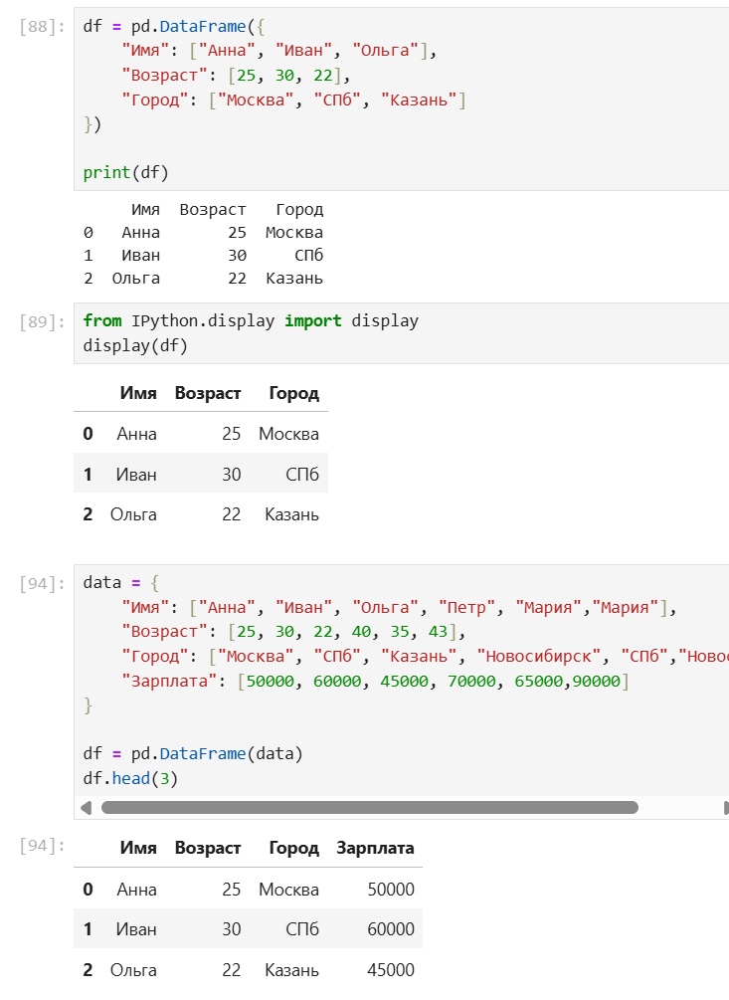 [88]: df = pd.DataFrame({
    "Имя": ["Анна", "Иван", "Ольга"],
    "Возраст": [25, 30, 22],
    "Город": ["Москва", "СПб", "Казань"]
})
print(df)
Имя Возраст Город
0 Анна 25 Москва
1 Иван 30 СПб
2 Ольга 22 Казань
[89]: from IPython.display import display
display(df)
Имя Возраст Город
0 Анна 25 Москва
1 Иван 30 СПб
2 Ольга 22 Казань
[94]: data = {
    "Имя": ["Анна", "Иван", "Ольга", "Петр", "Мария","Мария"],
    "Возраст": [25, 30, 22, 40, 35, 43],
    "Город": ["Москва", "СПб", "Казань", "Новосибирск", "СПб","Ново
    "Зарплата": [50000, 60000, 45000, 70000, 65000,90000]
}
df = pd.DataFrame(data)
df.head(3)
[94]: Имя Возраст Город Зарплата
0 Анна 25 Москва 50000
1 Иван 30 СПб 60000
2 Ольга 22 Казань 45000